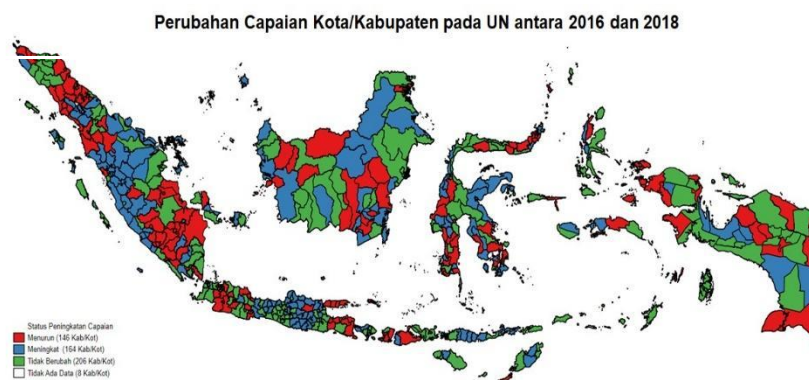 Perubahan Capaian Kota/Kabupaten pada UN antara 2016 dan 2018
Status Peningkatan Capaian
Menurun (146 Kab/Kot)
Meningkat (164 Kab/Kot)
Tidak Berubah (206 Kab/Kot)
Tidak Ada Data (8 Kab/Kot)